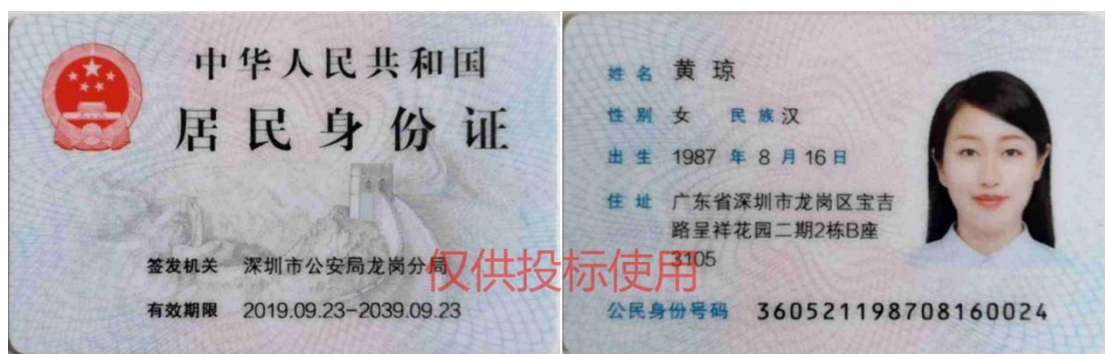 中华人民共和国
居民身份证
签发机关 深圳市公安局龙岗分局
有效期限 2019.09.23-2039.09.23
姓名 黄琼
性别 女 民族 汉
出生 1987 年 8 月 16 日
住址 广东省深圳市龙岗区宝吉
路呈祥花园二期2栋B座
3105
公民身份号码 360521198708160024
仅供投标使用